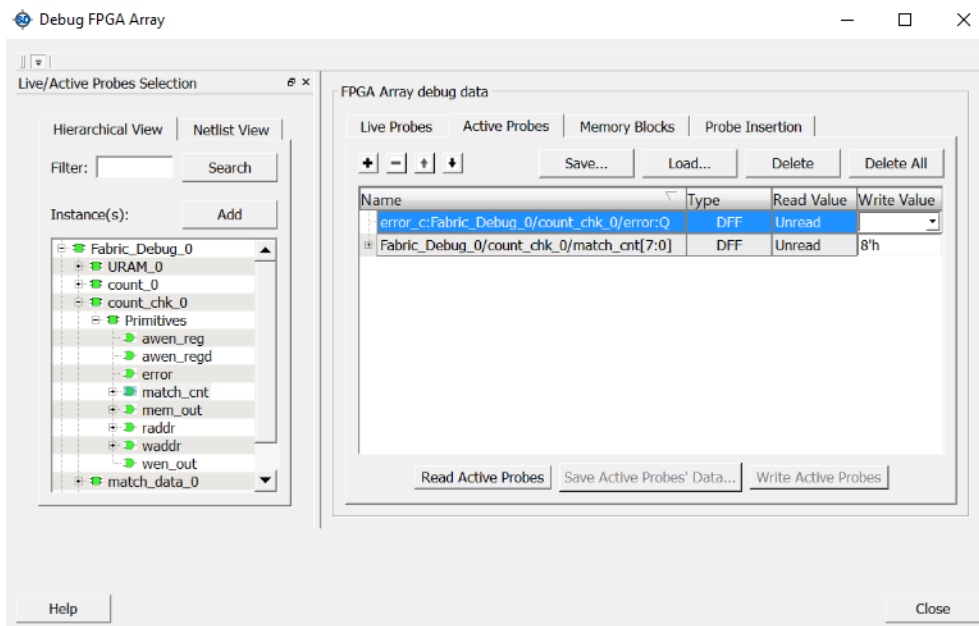 Debug FPGA Array
Live/Active Probes Selection
Hierarchical View
Netlist View
Filter:
Search
Instance(s):
Add
Fabric_Debug_0
URAM_0
count_0
count_chk_0
Primitives
awen_reg
awen_regd
error
match_cnt
mem_out
raddr
waddr
wen_out
match_data_0
FPGA Array debug data
Live Probes
Active Probes
Memory Blocks
Probe Insertion
Save...
Load...
Delete
Delete All
Name Type Read Value Write Value
error_c:Fabric_Debug_0/count_chk_0/error:Q DFF Unread
Fabric_Debug_0/count_chk_0/match_cnt[7:0] DFF Unread 8'h
Read Active Probes
Save Active Probes' Data...
Write Active Probes
Help
Close